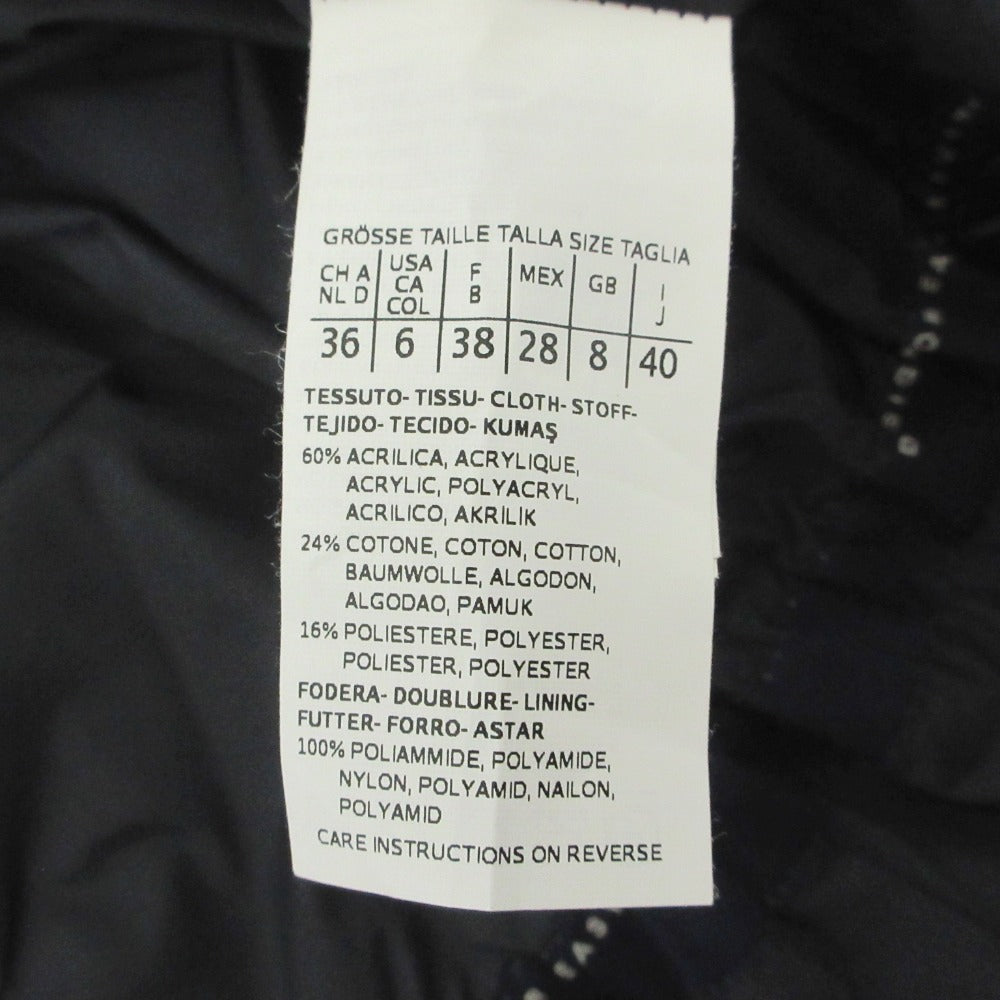 GRÖSSE TAILLE TALLA SIZE TAGLIA
CH A NL D | USA CA COL | F B | MEX | GB | I J
36 | 6 | 38 | 28 | 8 | 40
TESSUTO- TISSU- CLOTH- STOFF-
TEJIDO- TECIDO- KUMAŞ
60% ACRILICA, ACRYLIQUE,
ACRYLIC, POLYACRYL,
ACRILICO, AKRİLİK
24% COTONE, COTON, COTTON,
BAUMWOLLE, ALGODON,
ALGODAO, PAMUK
16% POLIESTERE, POLYESTER,
POLIESTER, POLYESTER
FODERA- DOUBLURE- LINING-
FUTTER- FORRO- ASTAR
100% POLIAMMIDE, POLYAMIDE,
NYLON, POLYAMID, NAILON,
POLYAMID
CARE INSTRUCTIONS ON REVERSE